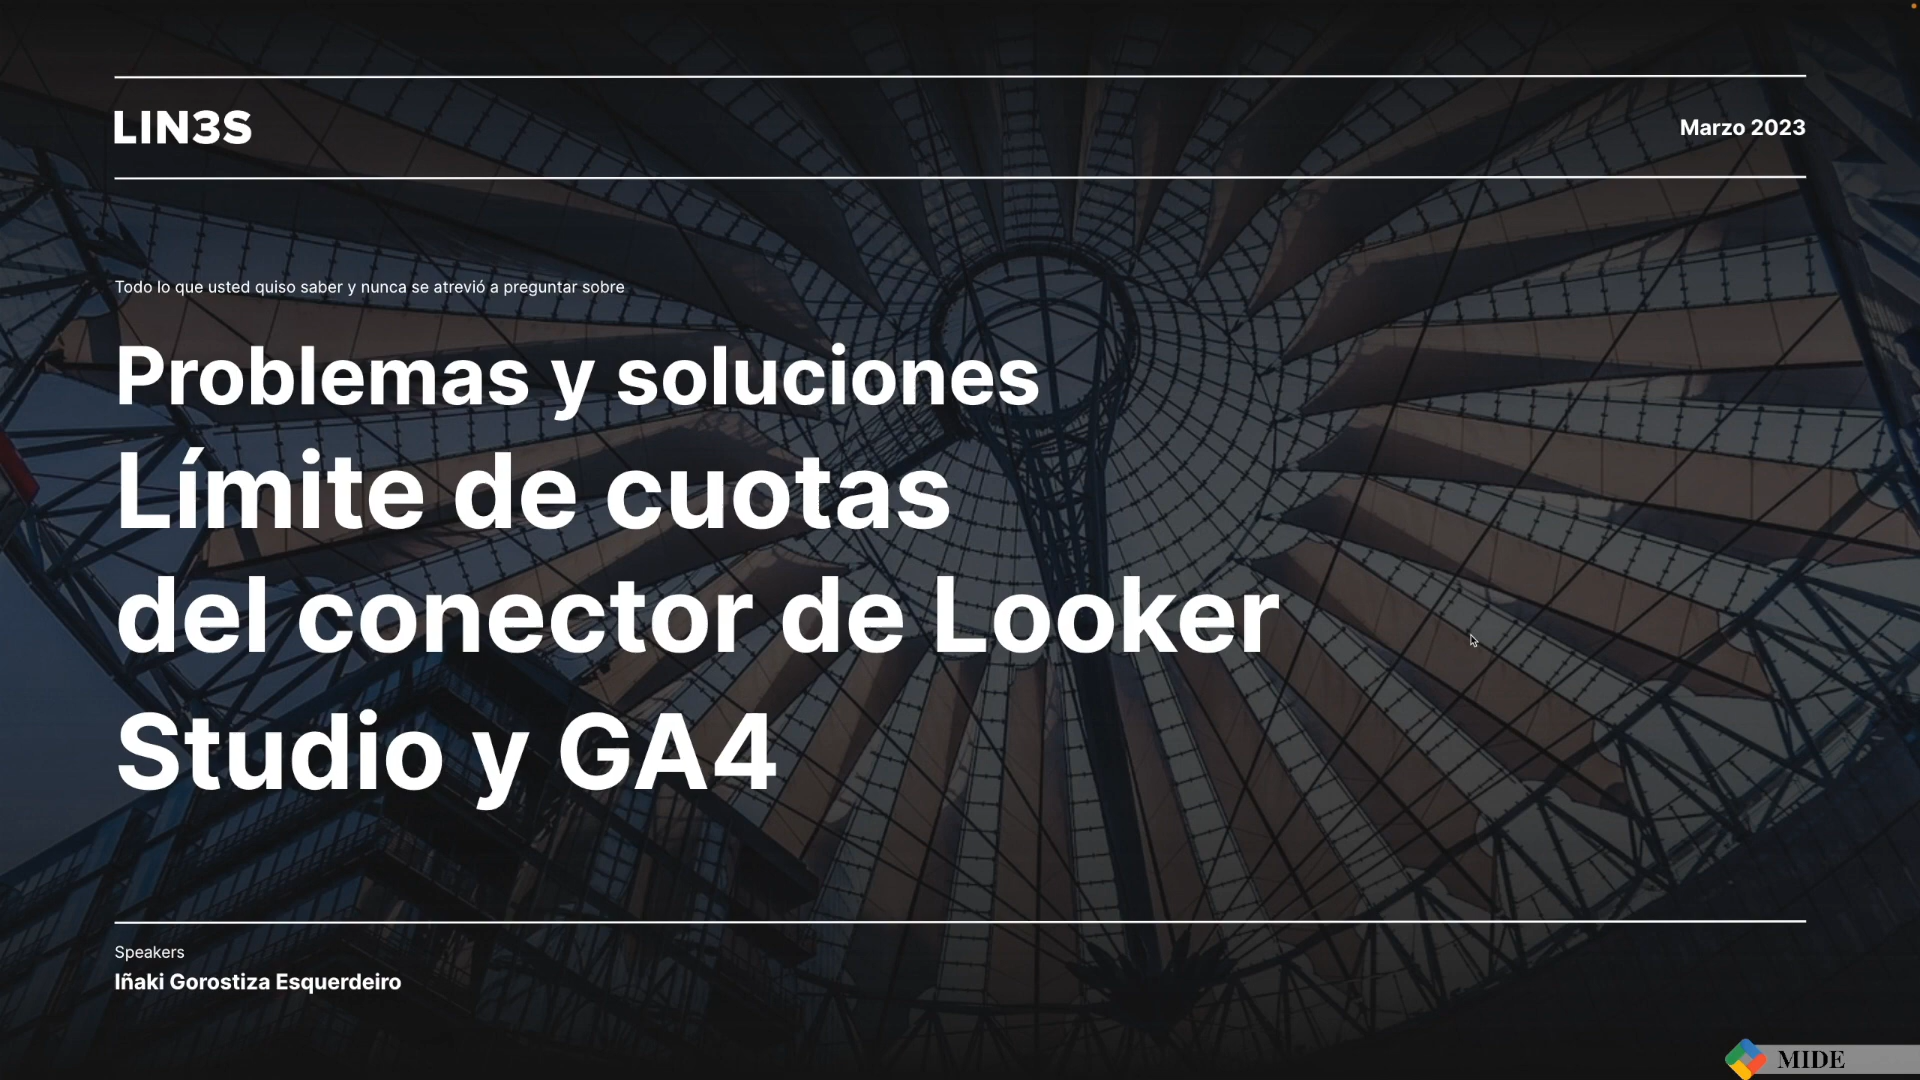 LIN3S
Marzo 2023
Todo lo que usted quiso saber y nunca se atrevió a preguntar sobre
Problemas y soluciones
Límite de cuotas
del conector de Looker
Studio y GA4
Speakers
Iñaki Gorostiza Esquerdeiro
MIDE